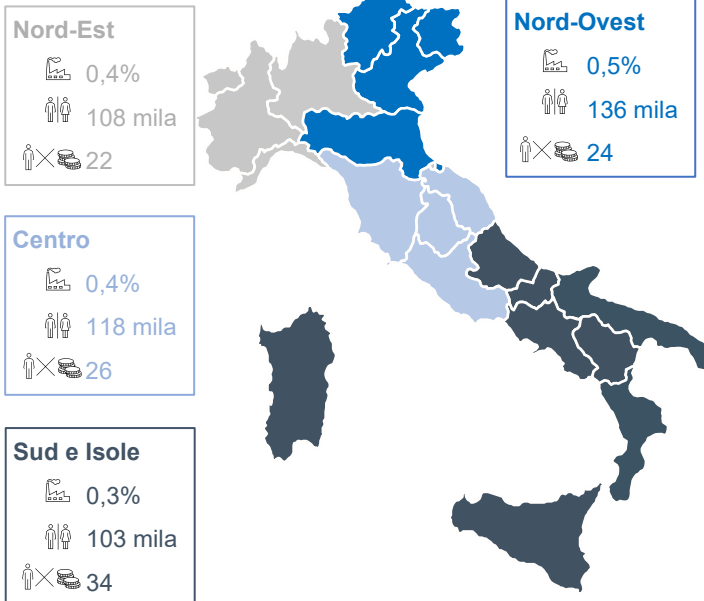 Nord-Est
0,4%
108 mila
22
Nord-Ovest
0,5%
136 mila
24
Centro
0,4%
118 mila
26
Sud e Isole
0,3%
103 mila
34